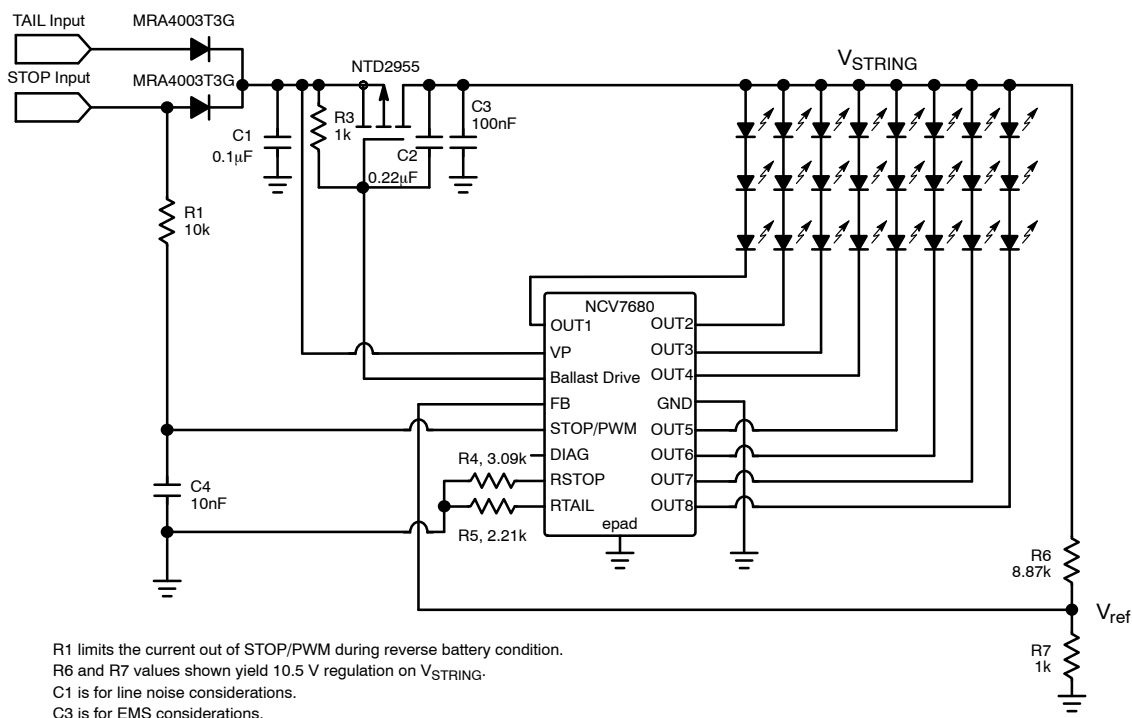 TAIL Input
MRA4003T3G
STOP Input
MRA4003T3G
NTD2955
VSTRING
C1
0.1µF
R3
1k
C2
0.22µF
C3
100nF
R1
10k
NCV7680
OUT1
VP
Ballast Drive
FB
STOP/PWM
DIAG
RSTOP
RTAIL
OUT2
OUT3
OUT4
GND
OUT5
OUT6
OUT7
OUT8
epad
R4, 3.09k
R5, 2.21k
C4
10nF
R6
8.87k
Vref
R7
1k
R1 limits the current out of STOP/PWM during reverse battery condition.
R6 and R7 values shown yield 10.5 V regulation on VSTRING.
C1 is for line noise considerations.
C3 is for EMS considerations.